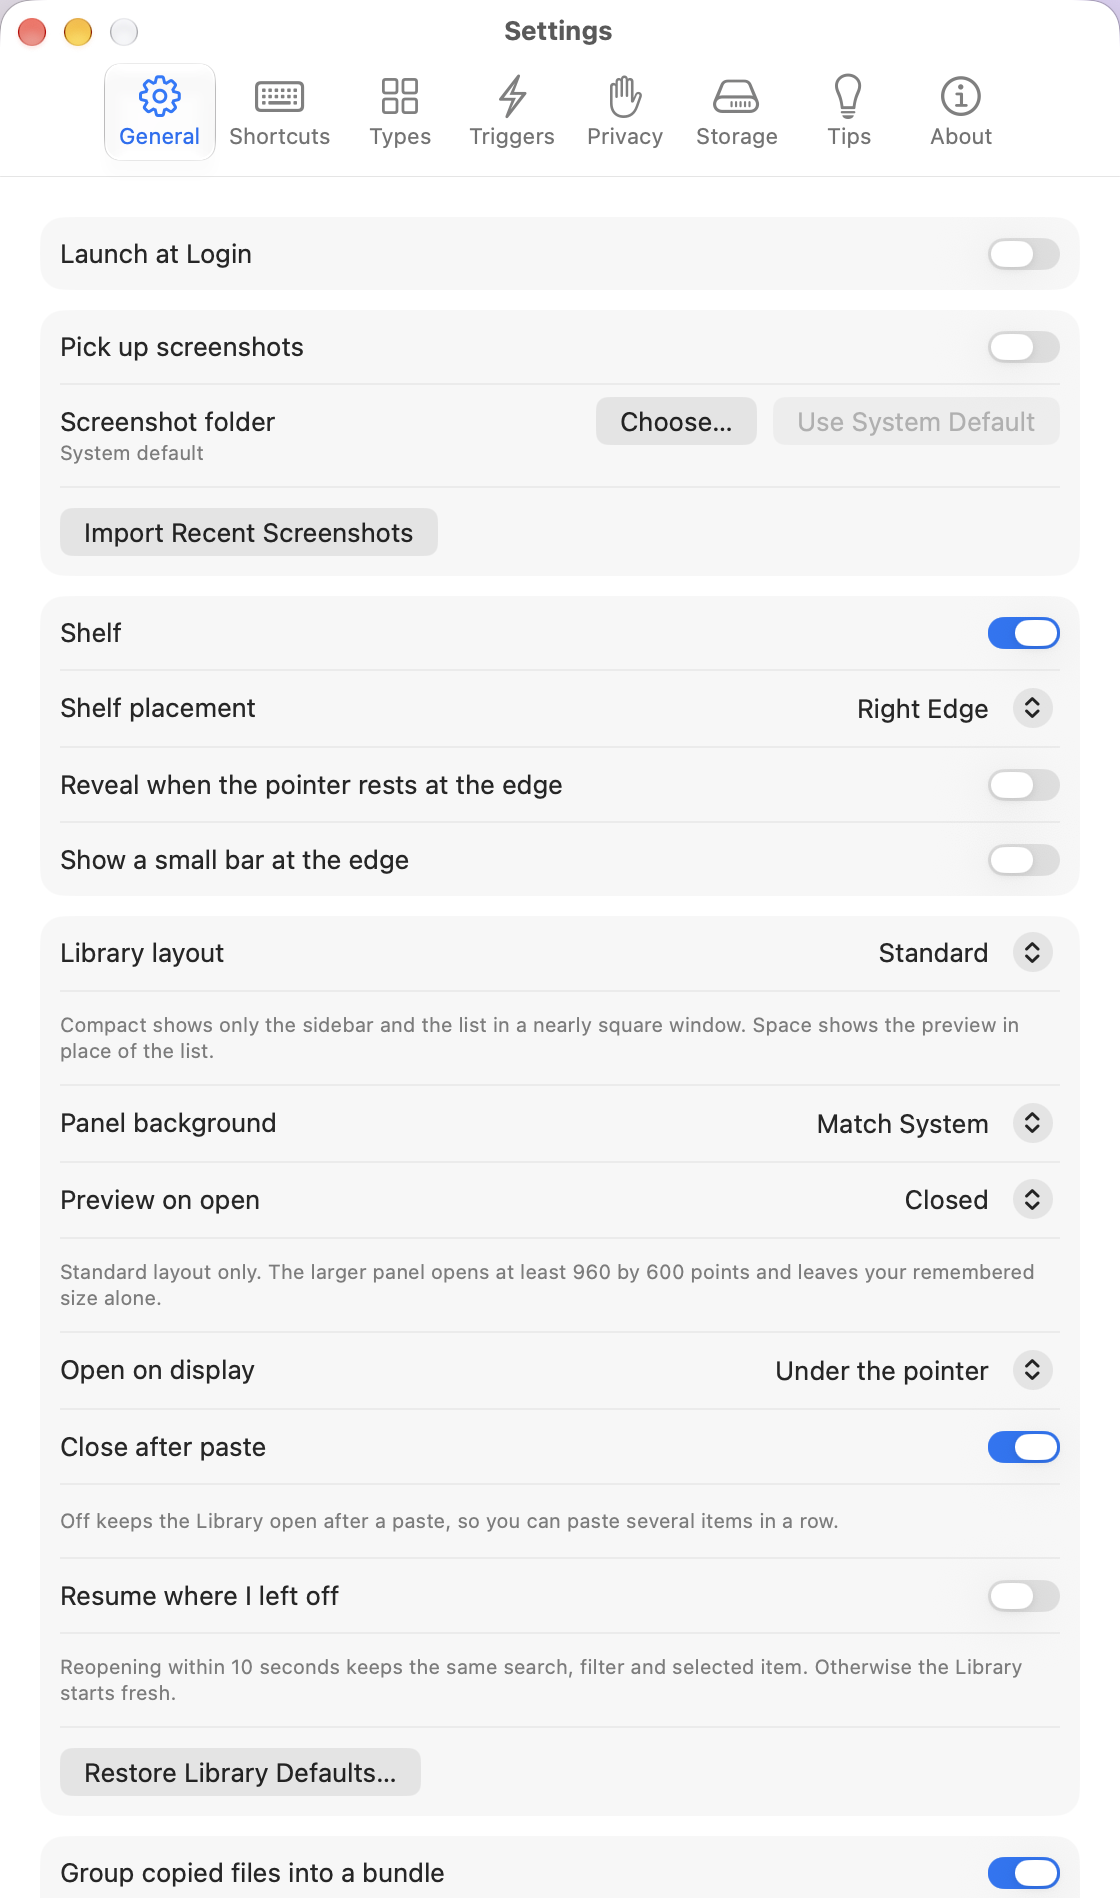 Settings
General
Shortcuts
Types
Triggers
Privacy
Storage
Tips
About
Launch at Login
Pick up screenshots
Screenshot folder
Choose...
Use System Default
System default
Import Recent Screenshots
Shelf
Shelf placement
Right Edge
Reveal when the pointer rests at the edge
Show a small bar at the edge
Library layout
Standard
Compact shows only the sidebar and the list in a nearly square window. Space shows the preview in
place of the list.
Panel background
Match System
Preview on open
Closed
Standard layout only. The larger panel opens at least 960 by 600 points and leaves your remembered
size alone.
Open on display
Under the pointer
Close after paste
Off keeps the Library open after a paste, so you can paste several items in a row.
Resume where I left off
Reopening within 10 seconds keeps the same search, filter and selected item. Otherwise the Library
starts fresh.
Restore Library Defaults...
Group copied files into a bundle